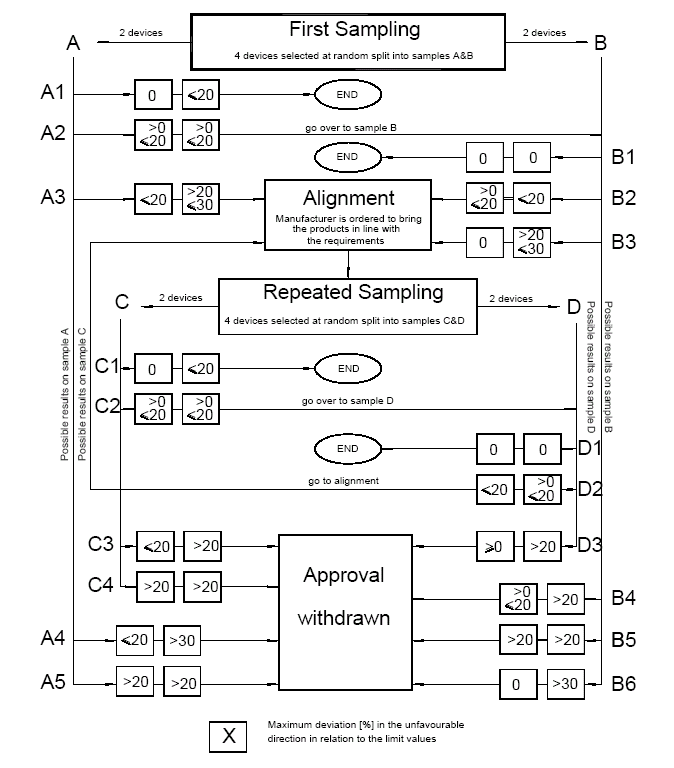 First Sampling
4 devices selected at random split into samples A&B
A
2 devices
2 devices
B
A1
0
⩽20
END
A2
>0
⩽20
>0
⩽20
go over to sample B
END
0
0
B1
A3
⩽20
>20
⩽30
Alignment
Manufacturer is ordered to bring
the products in line with
the requirements
>0
⩽20
⩽20
B2
0
>20
⩽30
B3
Repeated Sampling
4 devices selected at random split into samples C&D
C
2 devices
2 devices
D
Possible results on sample A
Possible results on sample C
Possible results on sample D
Possible results on sample B
C1
0
⩽20
END
C2
>0
⩽20
>0
⩽20
go over to sample D
END
0
0
D1
go to alignment
⩽20
>0
⩽20
D2
C3
⩽20
>20
Approval
withdrawn
⩾0
>20
D3
C4
>20
>20
>0
⩽20
>20
B4
A4
⩽20
>30
>20
>20
B5
A5
>20
>20
0
>30
B6
X
Maximum deviation [%] in the unfavourable
direction in relation to the limit values